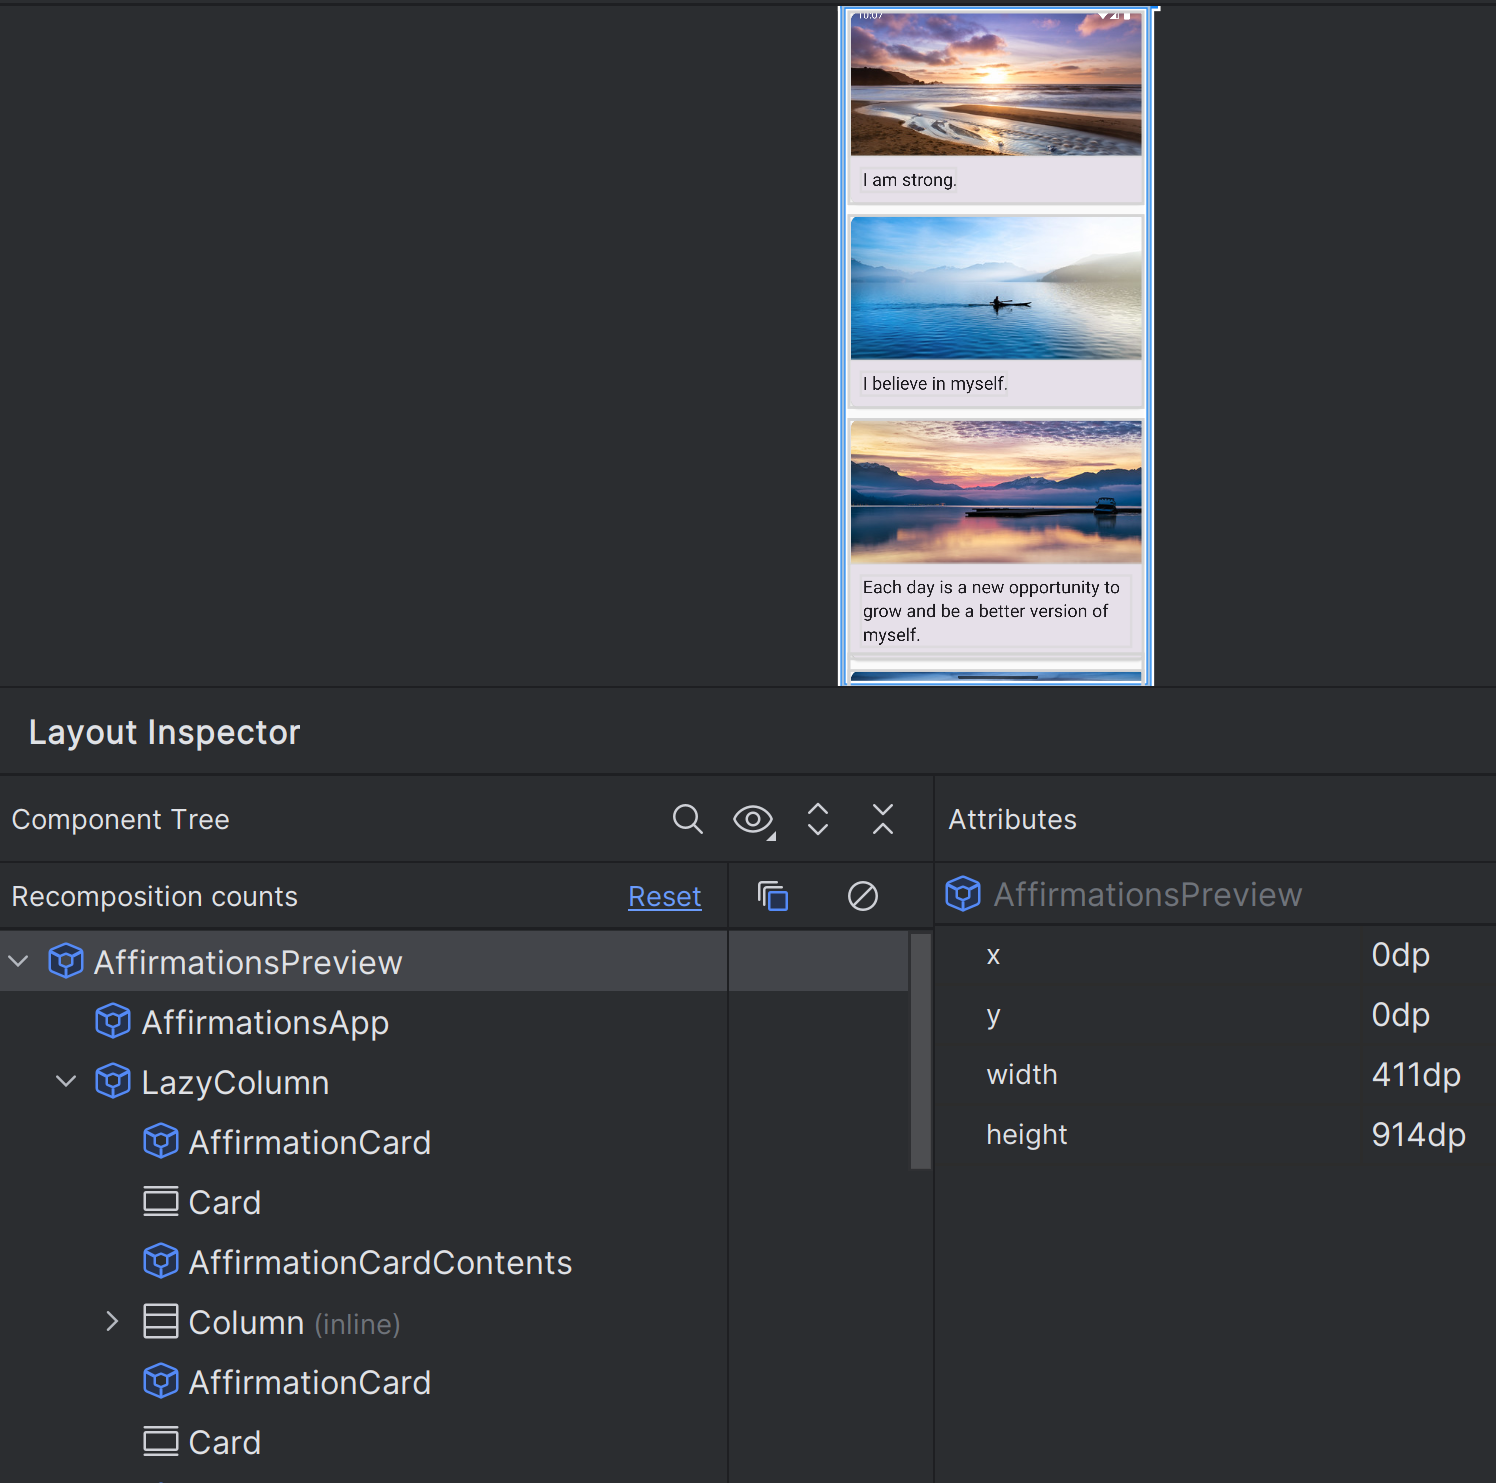 10:07
I am strong.
I believe in myself.
Each day is a new opportunity to
grow and be a better version of
myself.
Layout Inspector
Component Tree
Attributes
Recomposition counts Reset
AffirmationsPreview
AffirmationsPreview
x 0dp
AffirmationsApp
y 0dp
LazyColumn
width 411dp
AffirmationCard
height 914dp
Card
AffirmationCardContents
Column (inline)
AffirmationCard
Card